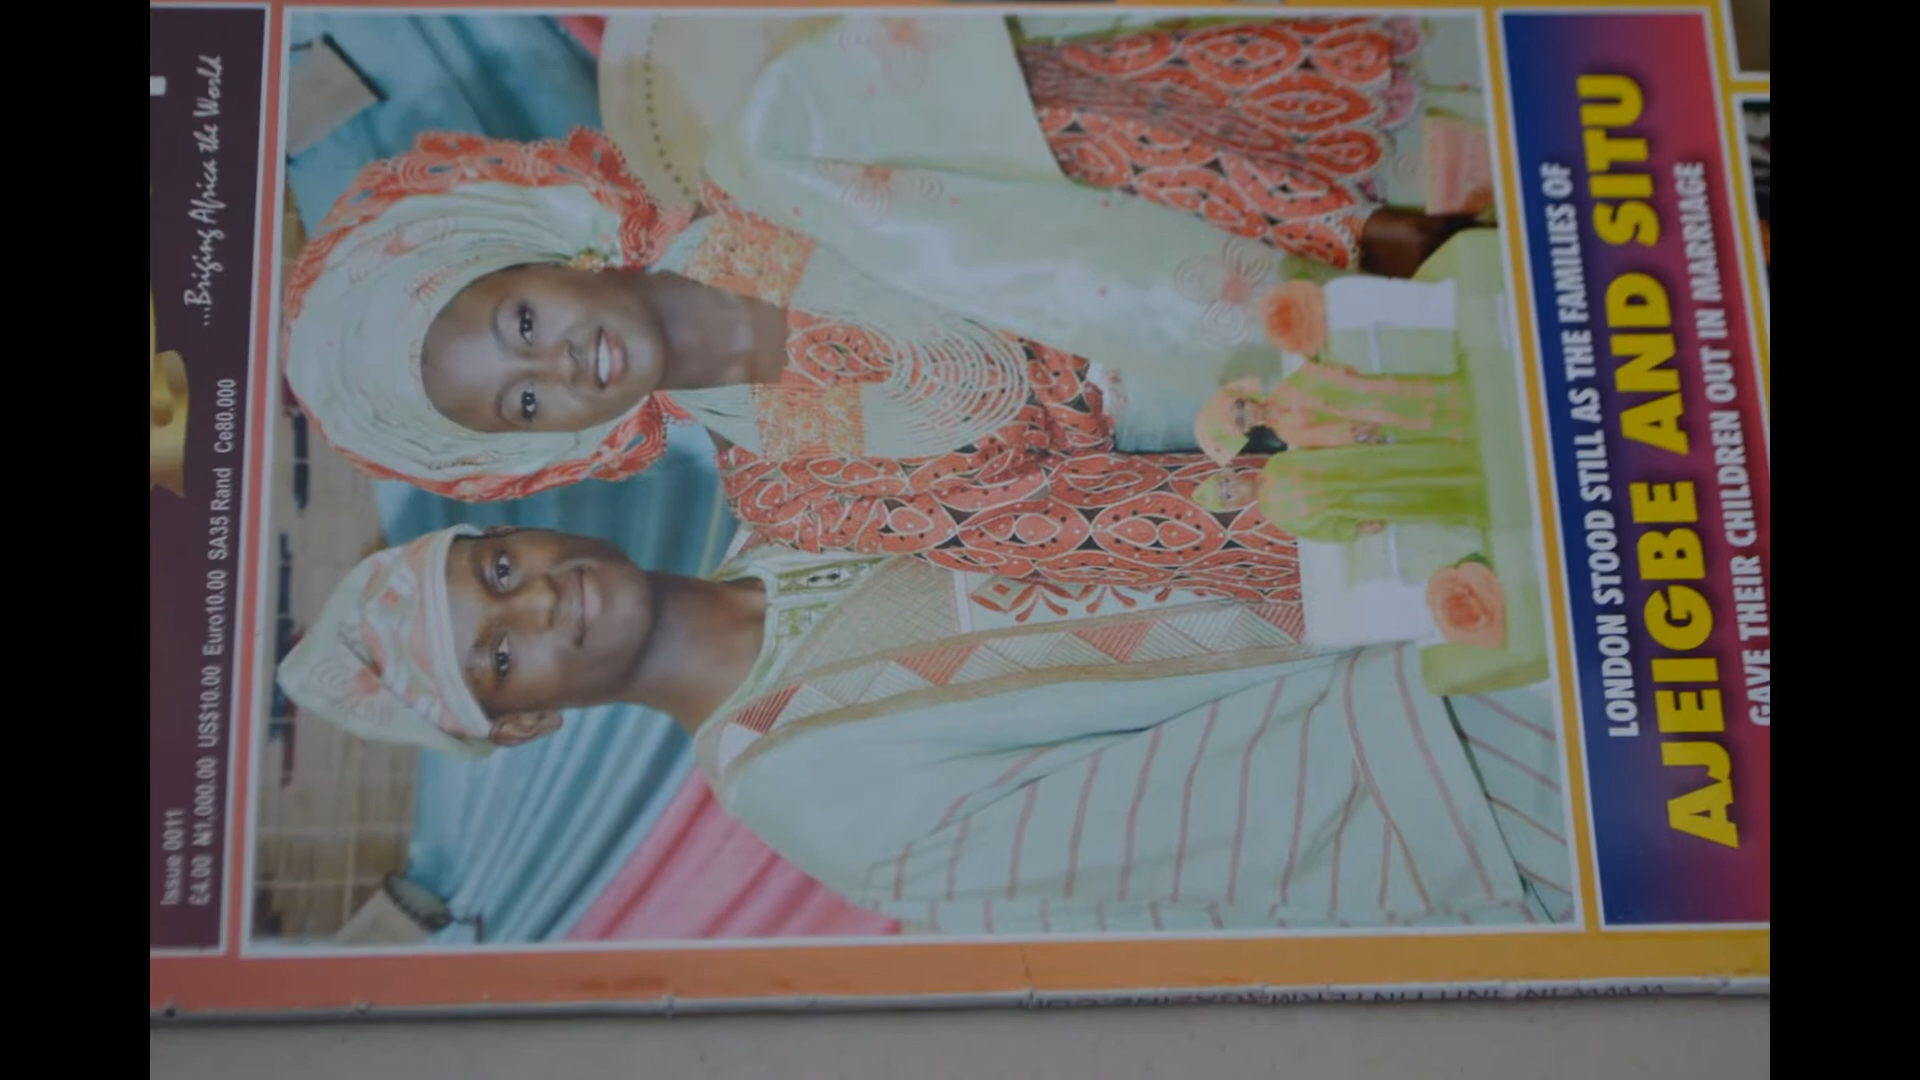 ...Briging Africa the World
Issue 0011
£4.00 ₦1,000.00 US$10.00 Euro10.00 SA35 Rand Ce80.000
LONDON STOOD STILL AS THE FAMILIES OF
AJEIGBE AND SITU
GAVE THEIR CHILDREN OUT IN MARRIAGE